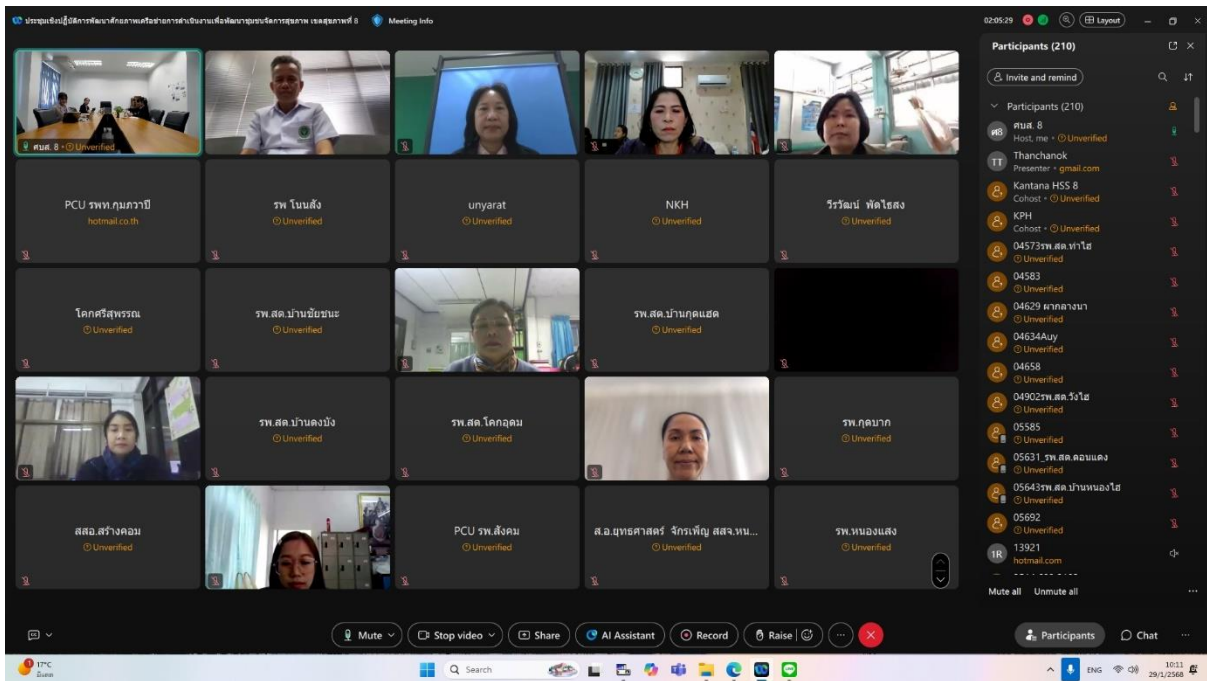 ประชุมเชิงปฏิบัติการพัฒนาศักยภาพเครือข่ายการดำเนินงานเพื่อพัฒนาชุมชนจัดการสุขภาพ เขตสุขภาพที่ 8 Meeting Info
02:05:29 Layout
Participants (210)
Invite and remind
Participants (210)
ศบส. 8 • Unverified
PCU รพท.กุมภวาปี
hotmail.co.th
รพ โนนสัง
Unverified
unyarat
Unverified
NKH
Unverified
วีรวัฒน์ พัดไธสง
Unverified
โคกศรีสุพรรณ
Unverified
รพ.สต.บ้านชัยชนะ
Unverified
รพ.สต.บ้านกุดแฮด
Unverified
รพ.สต.บ้านดงบัง
Unverified
รพ.สต.โคกอุดม
Unverified
รพ.กุดบาก
Unverified
สสอ.สร้างคอม
Unverified
PCU รพ.สังคม
Unverified
ส.อ.ยุทธศาสตร์ จักรเพ็ญ สสจ.หน...
Unverified
รพ.หนองแสง
Unverified
ศ8 ศบส. 8
Host, me • Unverified
TT Thanchanok
Presenter • gmail.com
Kantana HSS 8
Cohost • Unverified
KPH
Cohost • Unverified
04573รพ.สต.ท่าไฮ
Unverified
04583
Unverified
04629 ผากลางนา
Unverified
04634Auy
Unverified
04658
Unverified
04902รพ.สต.วังไฮ
Unverified
05585
Unverified
05631_รพ.สต.ดอนแดง
Unverified
05643รพ.สต.บ้านหนองไฮ
Unverified
05692
Unverified
1R 13921
hotmail.com
Mute all Unmute all
Mute Stop video Share AI Assistant Record Raise
Participants Chat
17°C
Search
ENG
10:11
29/1/2568